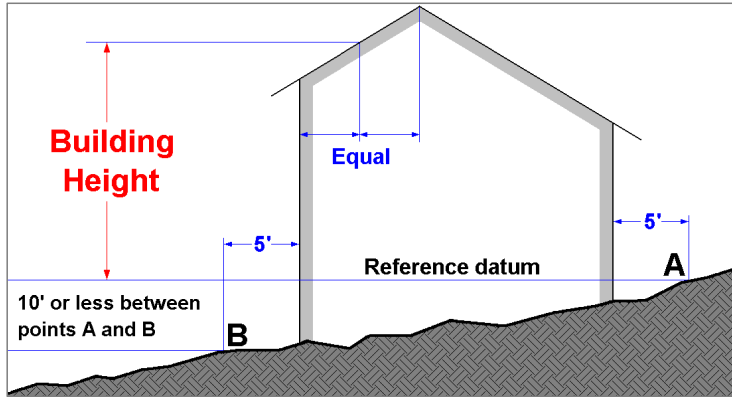 Building
Height
Equal
5'
5'
Reference datum
A
10' or less between
points A and B
B